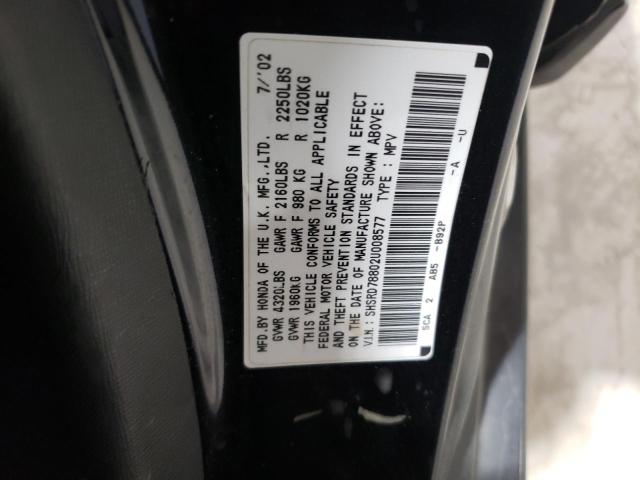 MFD.BY HONDA OF THE U.K. MFG.,LTD. 7/'02
GVWR 4320LBS GAWR F 2160LBS R 2250LBS
GVWR 1960KG GAWR F 980 KG R 1020KG
THIS VEHICLE CONFORMS TO ALL APPLICABLE
FEDERAL MOTOR VEHICLE SAFETY
AND THEFT PREVENTION STANDARDS IN EFFECT
ON THE DATE OF MANUFACTURE SHOWN ABOVE:
V.I.N.: SHSRD78802U008577 TYPE : MPV
SCA 2 AB5 -B92P -A -U